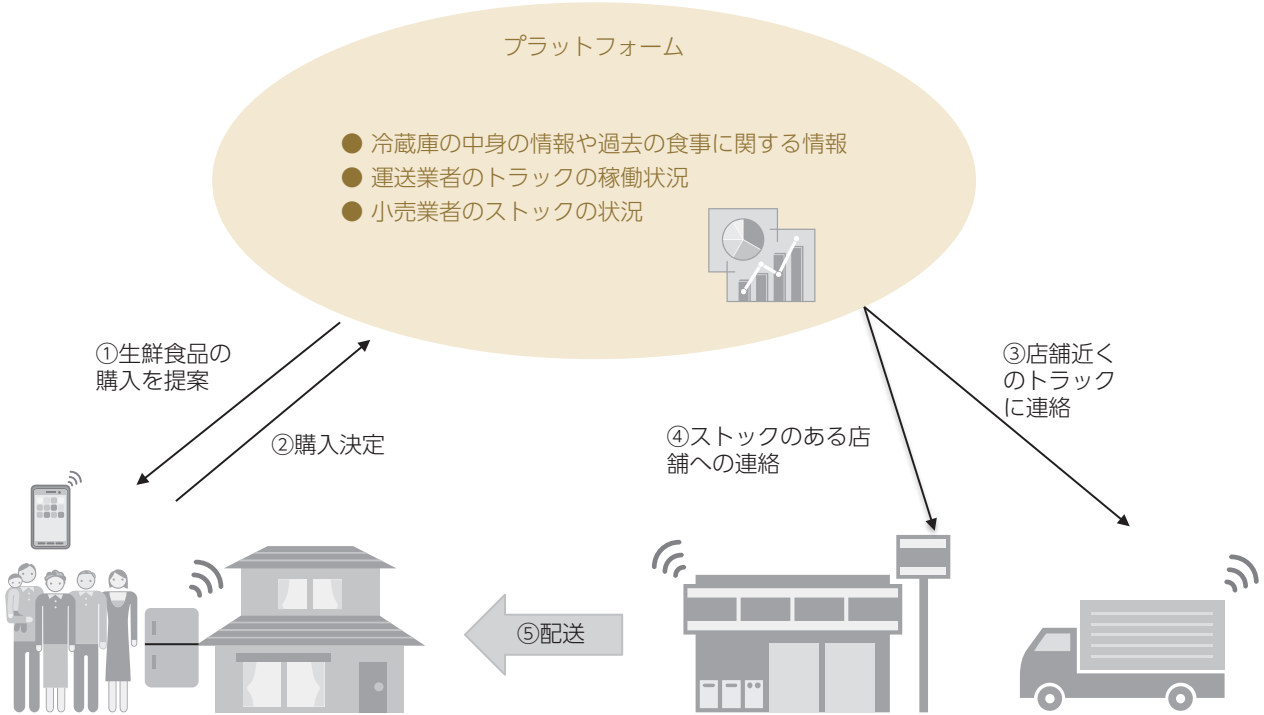 プラットフォーム
● 冷蔵庫の中身の情報や過去の食事に関する情報
● 運送業者のトラックの稼働状況
● 小売業者のストックの状況
①生鮮食品の
購入を提案
②購入決定
③店舗近く
のトラック
に連絡
④ストックのある店
舗への連絡
⑤配送